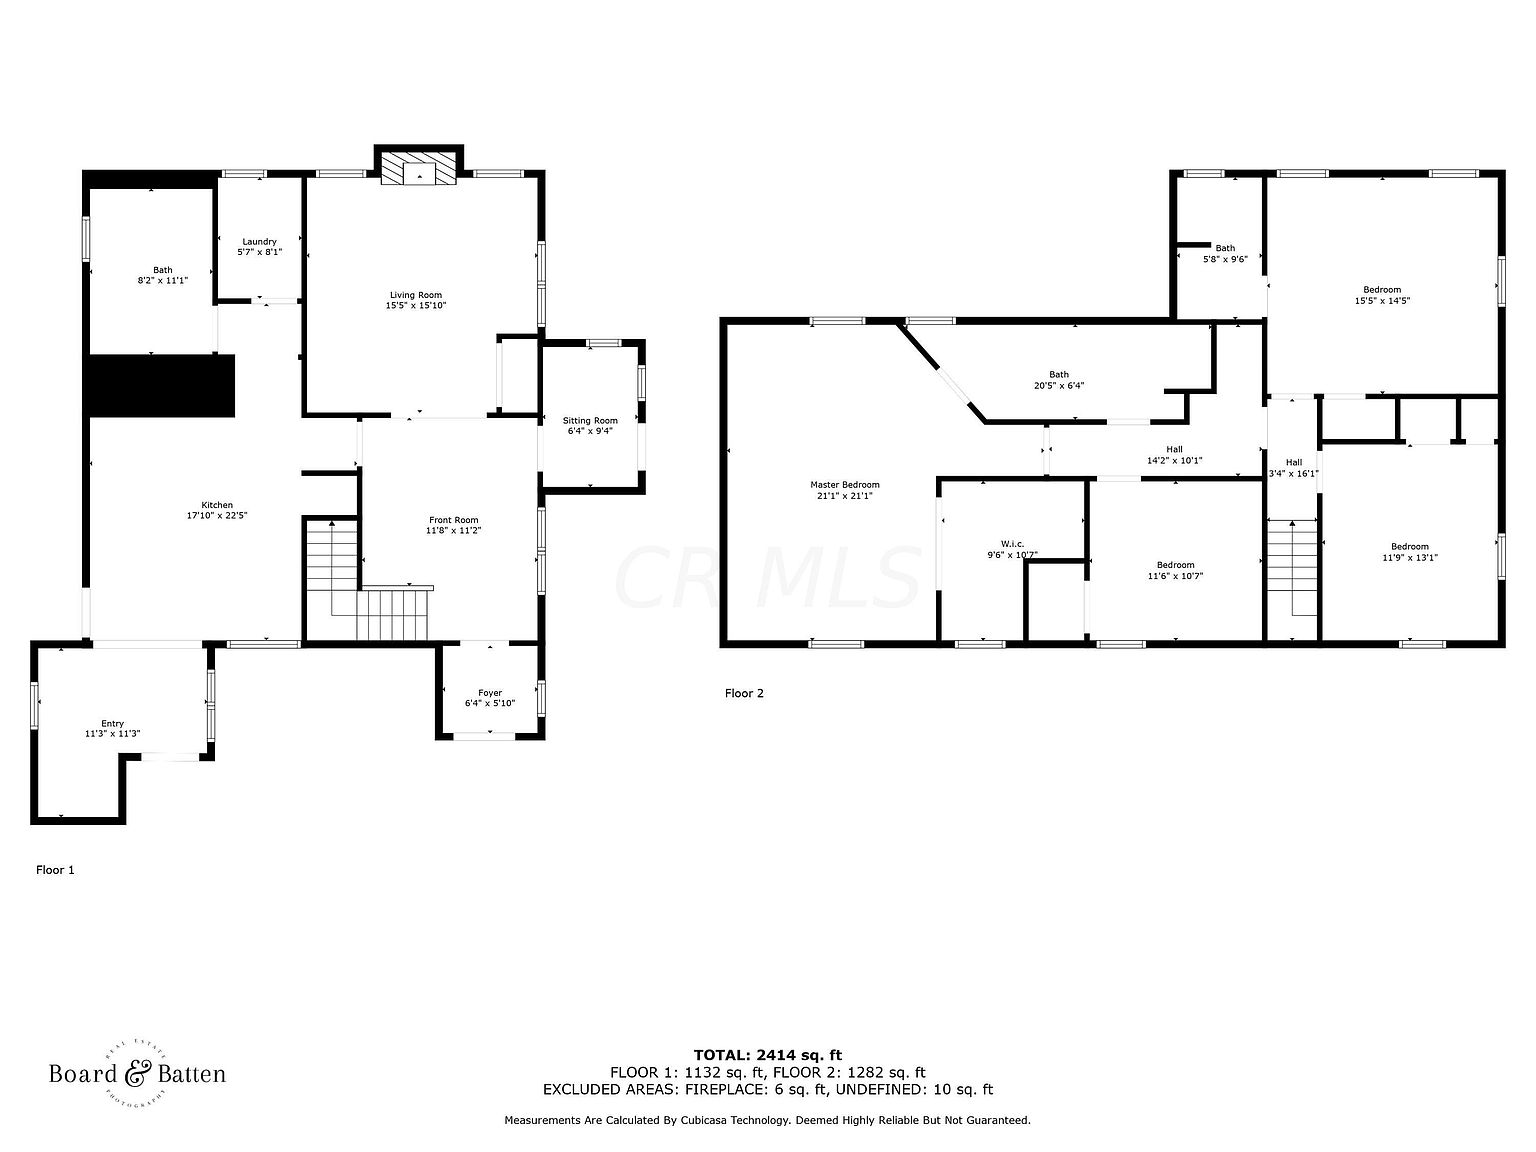 Laundry
5'7" x 8'1"
Bath
8'2" x 11'1"
Living Room
15'5" x 15'10"
Sitting Room
6'4" x 9'4"
Kitchen
17'10" x 22'5"
Front Room
11'8" x 11'2"
Foyer
6'4" x 5'10"
Entry
11'3" x 11'3"
Floor 1
Bath
5'8" x 9'6"
Bedroom
15'5" x 14'5"
Bath
20'5" x 6'4"
Hall
14'2" x 10'1"
Hall
3'4" x 16'1"
Master Bedroom
21'1" x 21'1"
W.i.c.
9'6" x 10'7"
Bedroom
11'6" x 10'7"
Bedroom
11'9" x 13'1"
Floor 2
CR MLS
REAL ESTATE
Board & Batten
PHOTOGRAPHY
TOTAL: 2414 sq. ft
FLOOR 1: 1132 sq. ft, FLOOR 2: 1282 sq. ft
EXCLUDED AREAS: FIREPLACE: 6 sq. ft, UNDEFINED: 10 sq. ft
Measurements Are Calculated By Cubicasa Technology. Deemed Highly Reliable But Not Guaranteed.